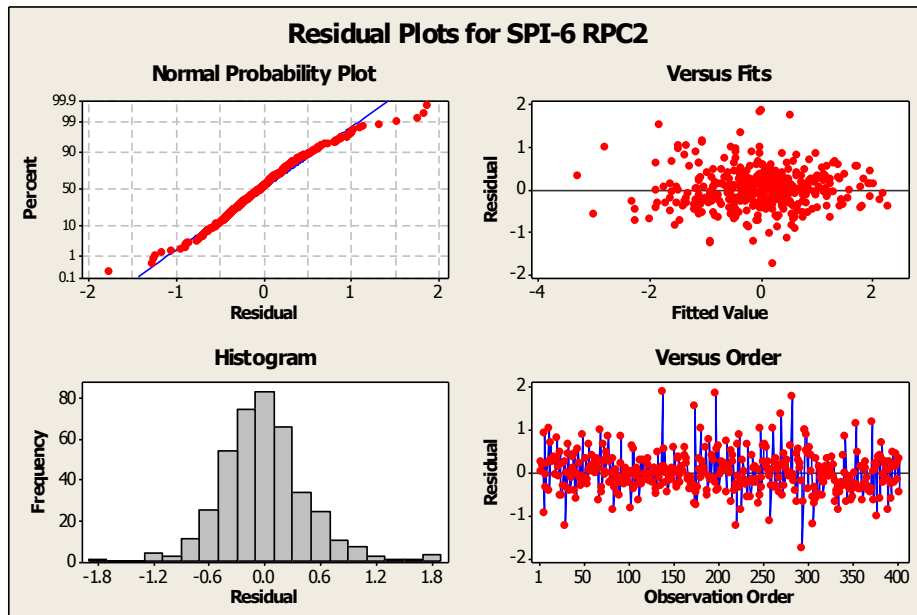 Residual Plots for SPI-6 RPC2
Normal Probability Plot
99.9
99
90
50
10
1
0.1
Percent
-2 -1 0 1 2
Residual
Versus Fits
2
1
0
-1
-2
Residual
-4 -2 0 2
Fitted Value
Histogram
80
60
40
20
0
Frequency
-1.8 -1.2 -0.6 0.0 0.6 1.2 1.8
Residual
Versus Order
2
1
0
-1
-2
Residual
1 50 100 150 200 250 300 350 400
Observation Order